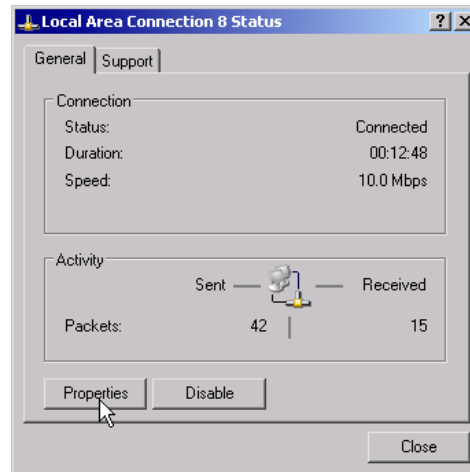 Local Area Connection 8 Status
General Support
Connection
Status: Connected
Duration: 00:12:48
Speed: 10.0 Mbps
Activity
Sent Received
Packets: 42 15
Properties Disable
Close